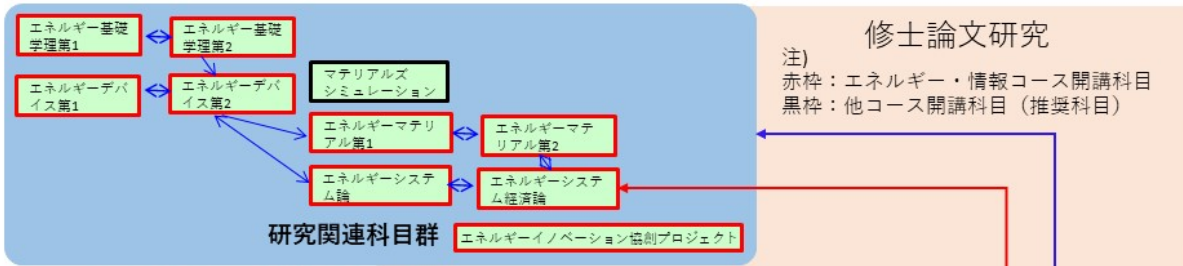 エネルギー基礎
学理第1
エネルギー基礎
学理第2
エネルギーデバ
イス第1
エネルギーデバ
イス第2
マテリアルズ
シミュレーション
エネルギーマテリ
アル第1
エネルギーマテ
リアル第2
エネルギーシステ
ム論
エネルギーシステ
ム経済論
研究関連科目群
エネルギーイノベーション協創プロジェクト
修士論文研究
注)
赤枠：エネルギー・情報コース開講科目
黒枠：他コース開講科目（推奨科目）